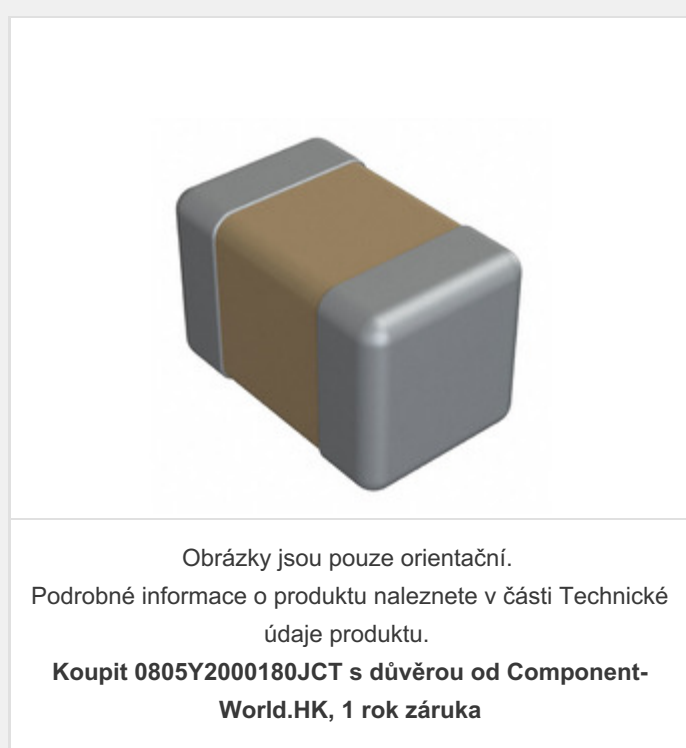 Obrázky jsou pouze orientační.
Podrobné informace o produktu naleznete v části Technické
údaje produktu.
Koupit 0805Y2000180JCT s důvěrou od Component-
World.HK, 1 rok záruka